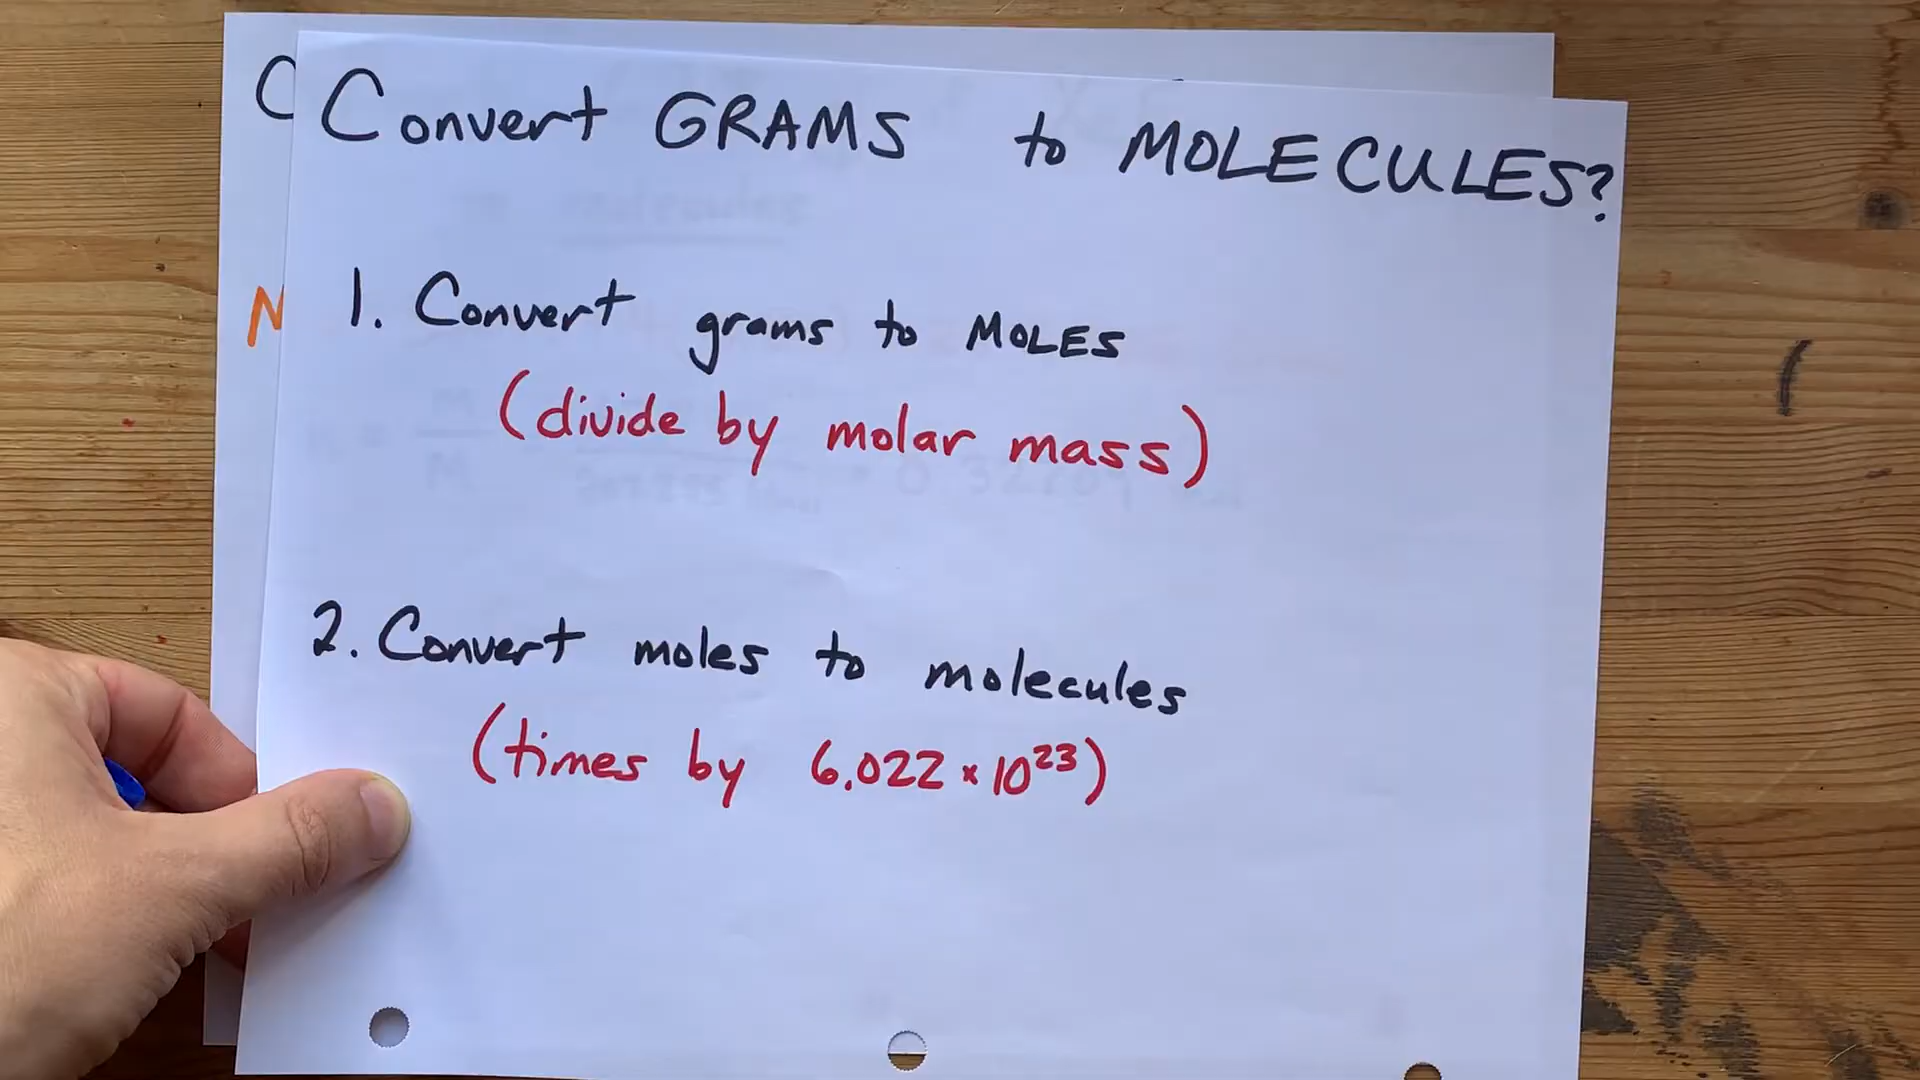 Convert GRAMS to MOLECULES?
1. Convert grams to MOLES
(divide by molar mass)
2. Convert moles to molecules
(times by 6.022 × 10²³)